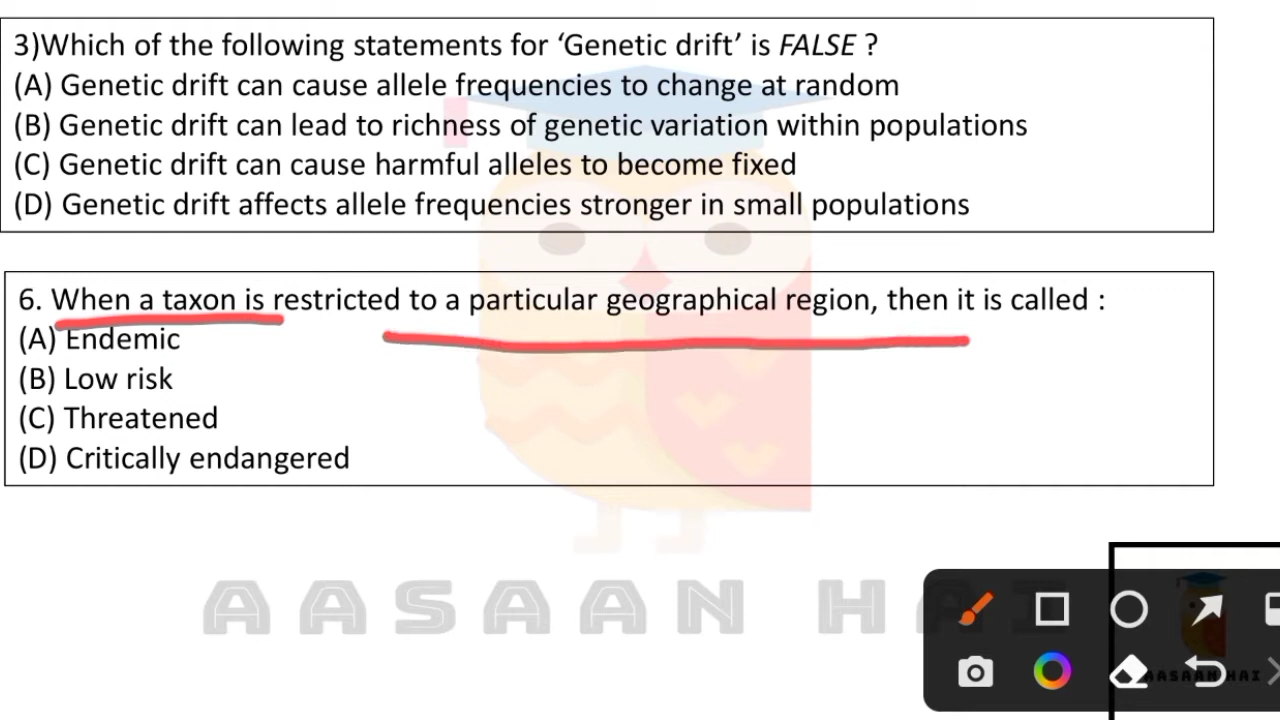 3)Which of the following statements for ‘Genetic drift’ is FALSE ?
(A) Genetic drift can cause allele frequencies to change at random
(B) Genetic drift can lead to richness of genetic variation within populations
(C) Genetic drift can cause harmful alleles to become fixed
(D) Genetic drift affects allele frequencies stronger in small populations
6. When a taxon is restricted to a particular geographical region, then it is called :
(A) Endemic
(B) Low risk
(C) Threatened
(D) Critically endangered
AASAAN HAI
AASAAN HAI